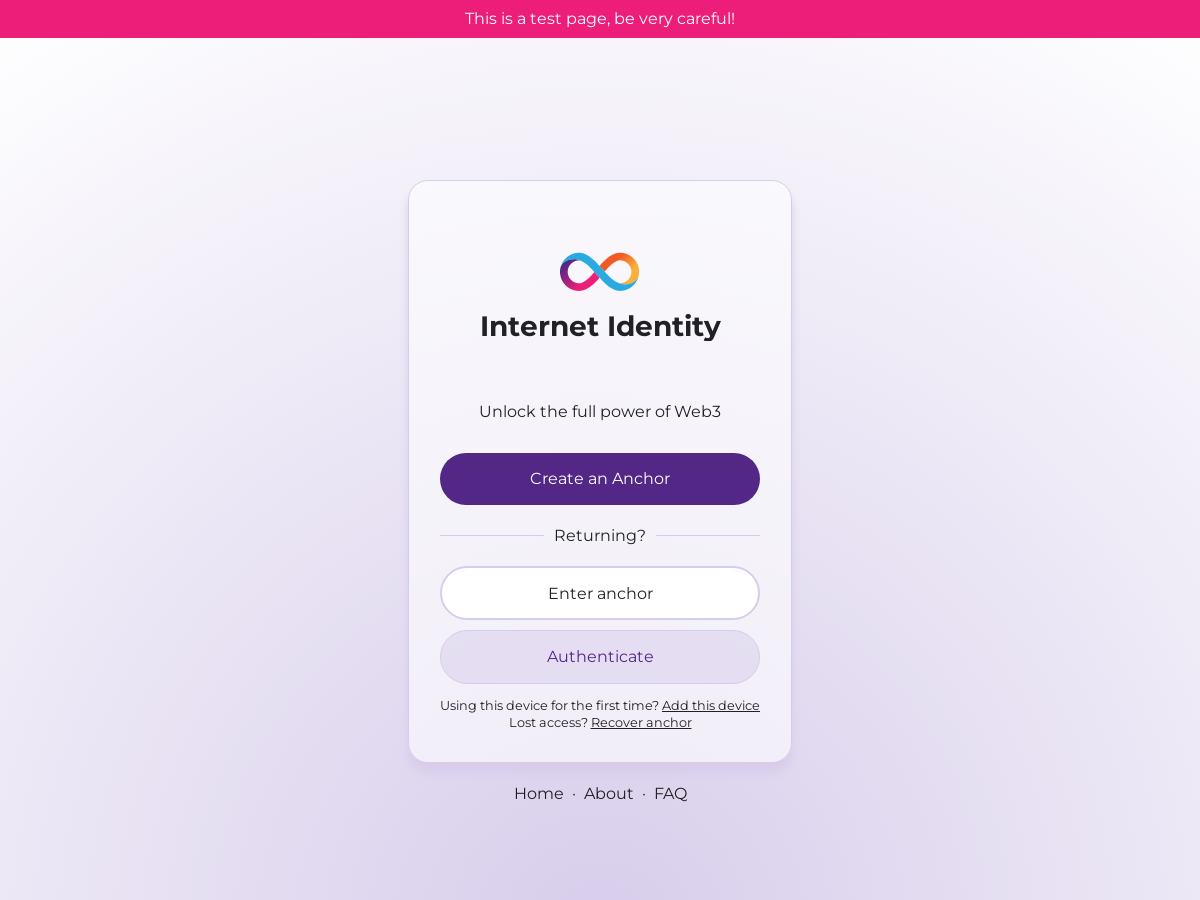 This is a test page, be very careful!
Internet Identity
Unlock the full power of Web3
Create an Anchor
Returning?
Enter anchor
Authenticate
Using this device for the first time? Add this device
Lost access? Recover anchor
Home · About · FAQ